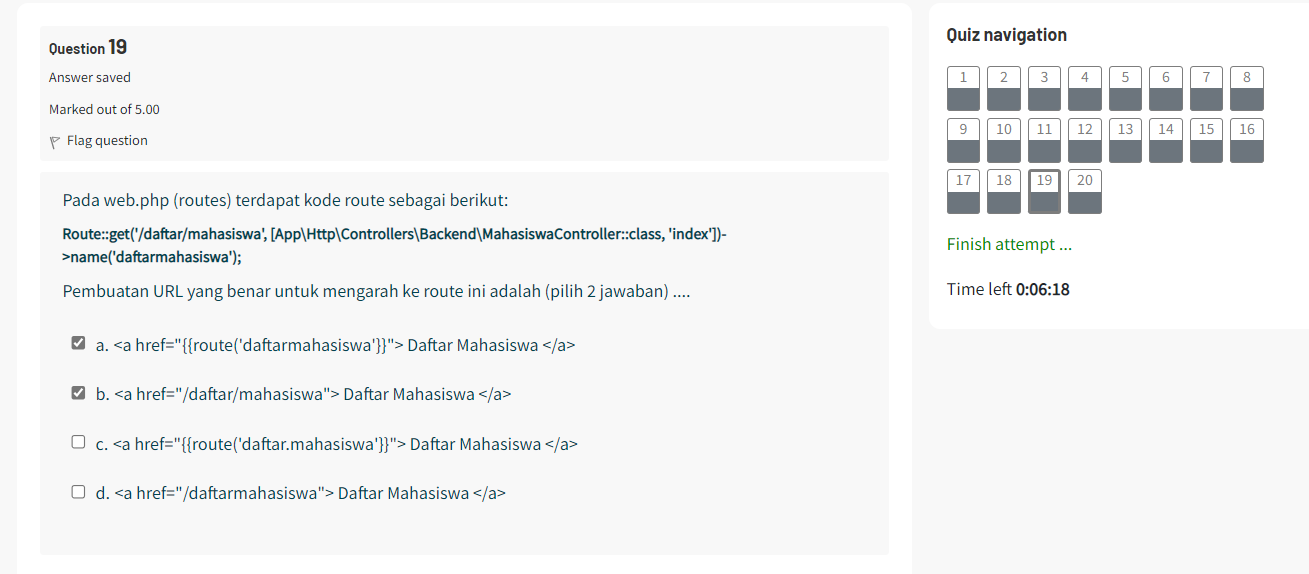 Question 19
Answer saved
Marked out of 5.00
Flag question
Pada web.php (routes) terdapat kode route sebagai berikut:
Route::get('/daftar/mahasiswa', [App\Http\Controllers\Backend\MahasiswaController::class, 'index'])-
>name('daftarmahasiswa');
Pembuatan URL yang benar untuk mengarah ke route ini adalah (pilih 2 jawaban) ....
a. <a href="{{route('daftarmahasiswa'}}"> Daftar Mahasiswa </a>
b. <a href="/daftar/mahasiswa"> Daftar Mahasiswa </a>
c. <a href="{{route('daftar.mahasiswa'}}"> Daftar Mahasiswa </a>
d. <a href="/daftarmahasiswa"> Daftar Mahasiswa </a>
Quiz navigation
1 2 3 4 5 6 7 8
9 10 11 12 13 14 15 16
17 18 19 20
Finish attempt ...
Time left 0:06:18